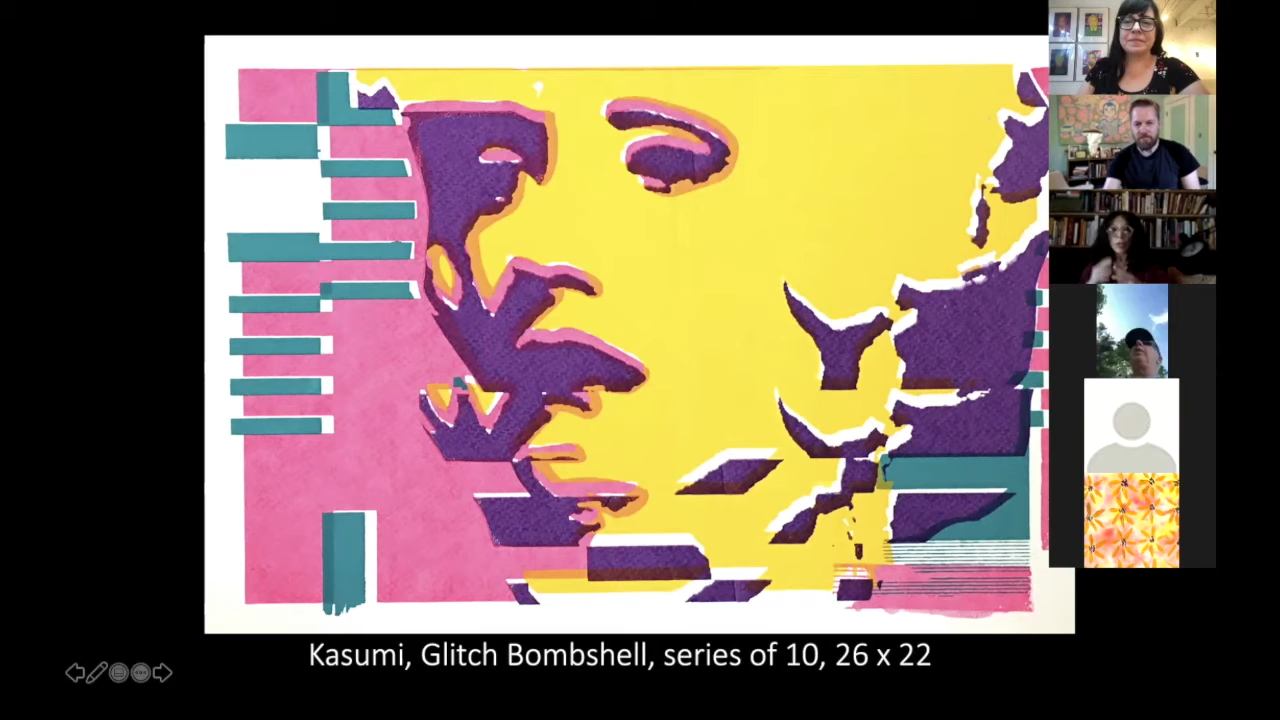 Kasumi, Glitch Bombshell, series of 10, 26 x 22